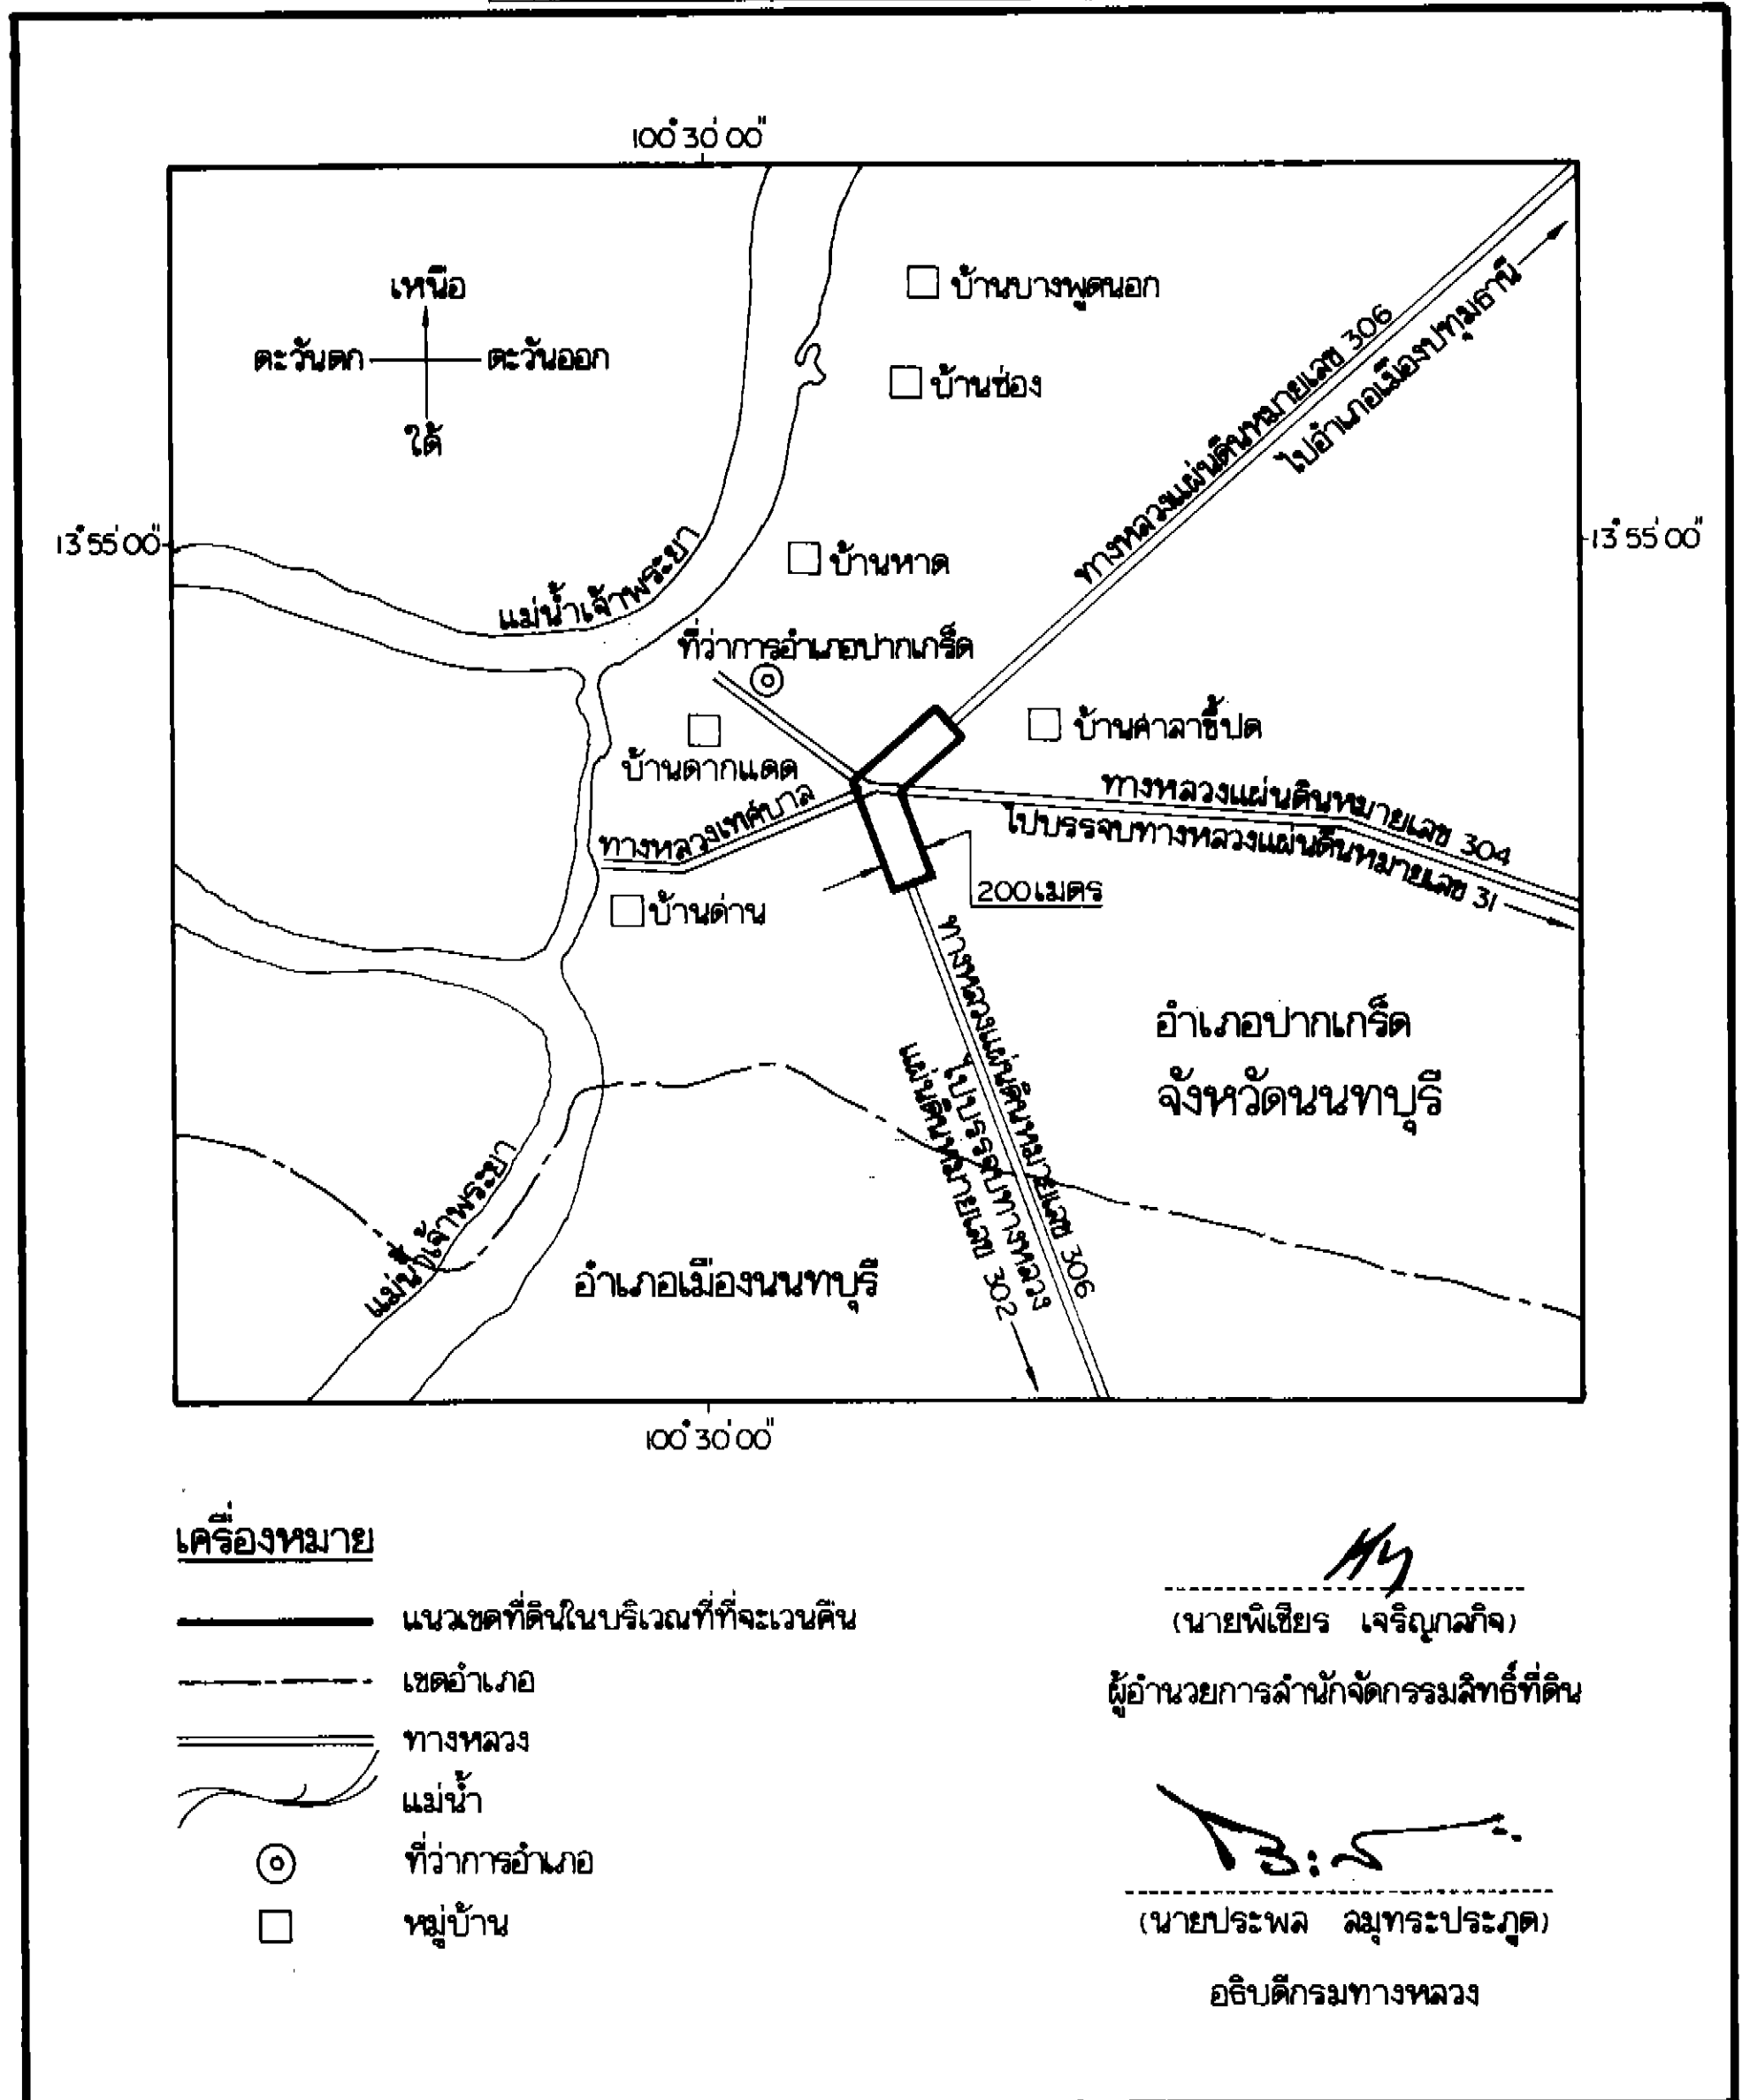 100°30'00"
เหนือ
ตะวันตก
ตะวันออก
ใต้
บ้านบางพูดนอก
บ้านช่อง
ทางหลวงแผ่นดินหมายเลข 306
ไปอำเภอเมืองปทุมธานี
13°55'00"
13°55'00"
แม่น้ำเจ้าพระยา
บ้านหาด
ที่ว่าการอำเภอปากเกร็ด
บ้านตากแดด
บ้านศาลาขี้ปด
ทางหลวงเทศบาล
ทางหลวงแผ่นดินหมายเลข 304
ไปบรรจบทางหลวงแผ่นดินหมายเลข 31
200 เมตร
บ้านด่าน
ทางหลวงแผ่นดินหมายเลข 306
ไปบรรจบทางหลวง
แผ่นดินหมายเลข 302
อำเภอปากเกร็ด
จังหวัดนนทบุรี
แม่น้ำเจ้าพระยา
อำเภอเมืองนนทบุรี
100°30'00"
เครื่องหมาย
แนวเขตที่ดินในบริเวณที่ที่จะเวนคืน
เขตอำเภอ
ทางหลวง
แม่น้ำ
ที่ว่าการอำเภอ
หมู่บ้าน
(นายพิเชียร เจริญกลกิจ)
ผู้อำนวยการสำนักจัดกรรมสิทธิ์ที่ดิน
(นายประพล สมุทระประภูต)
อธิบดีกรมทางหลวง